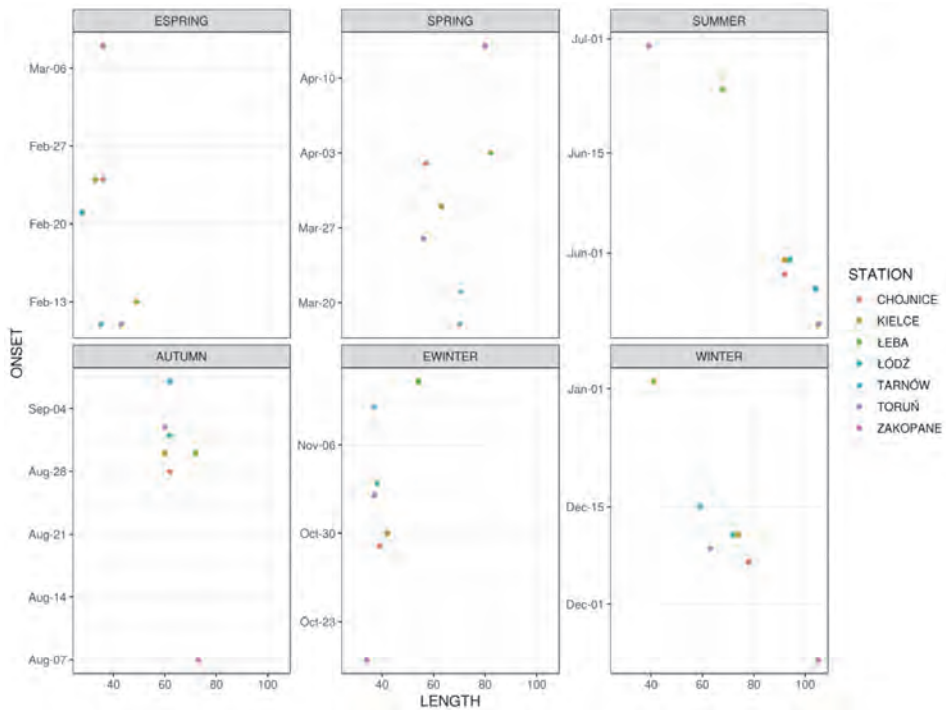 ESPRING
SPRING
SUMMER
Mar-06
Feb-27
Feb-20
Feb-13
Apr-10
Apr-03
Mar-27
Mar-20
Jul-01
Jun-15
Jun-01
ONSET
AUTUMN
EWINTER
WINTER
Sep-04
Aug-28
Aug-21
Aug-14
Aug-07
Nov-06
Oct-30
Oct-23
Jan-01
Dec-15
Dec-01
40 60 80 100
40 60 80 100
40 60 80 100
LENGTH
STATION
CHOJNICE
KIELCE
ŁEBA
ŁÓDŹ
TARNÓW
TORUŃ
ZAKOPANE